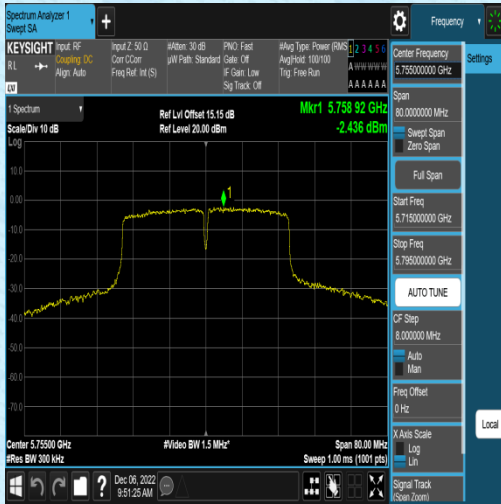 Spectrum Analyzer 1
Swept SA
Frequency
KEYSIGHT
Input: RF
Input Z: 50 Ω
#Atten: 30 dB
PNO: Fast
#Avg Type: Power (RMS
1 2 3 4 5 6
RL
Coupling: DC
Corr CCorr
µW Path: Standard
Gate: Off
Avg|Hold: 100/100
A W W W W W
Align: Auto
Freq Ref: Int (S)
IF Gain: Low
Trig: Free Run
Sig Track: Off
A A A A A A
LXI
1 Spectrum
Ref Lvl Offset 15.15 dB
Mkr1 5.758 92 GHz
Scale/Div 10 dB
Ref Level 20.00 dBm
-2.436 dBm
Log
1
10.0
0.00
-10.0
-20.0
-30.0
-40.0
-50.0
-60.0
-70.0
Center 5.75500 GHz
#Video BW 1.5 MHz*
Span 80.00 MHz
#Res BW 300 kHz
Sweep 1.00 ms (1001 pts)
Dec 06, 2022
9:51:25 AM
Settings
Center Frequency
5.755000000 GHz
Span
80.0000000 MHz
Swept Span
Zero Span
Full Span
Start Freq
5.715000000 GHz
Stop Freq
5.795000000 GHz
AUTO TUNE
CF Step
8.000000 MHz
Auto
Man
Freq Offset
0 Hz
X Axis Scale
Log
Lin
Signal Track
(Span Zoom)
Local